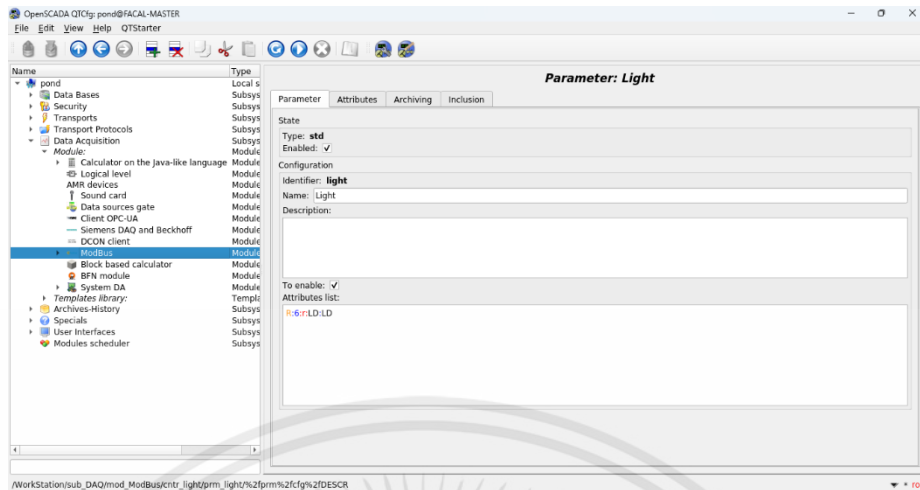 OpenSCADA QTCfg: pond@FACAL-MASTER
File Edit View Help QTStarter
Name Type
pond Local s
Data Bases Subsys
Security Subsys
Transports Subsys
Transport Protocols Subsys
Data Acquisition Subsys
Module: Module
Calculator on the Java-like language Module
Logical level Module
AMR devices Module
Sound card Module
Data sources gate Module
Client OPC-UA Module
Siemens DAQ and Beckhoff Module
DCON client Module
ModBus Module
Block based calculator Module
BFN module Module
System DA Module
Templates library: Templa
Archives-History Subsys
Specials Subsys
User Interfaces Subsys
Modules scheduler Subsys
Parameter: Light
Parameter Attributes Archiving Inclusion
State
Type: std
Enabled:
Configuration
Identifier: light
Name: Light
Description:
To enable:
Attributes list:
R:6:r:LD:LD
/WorkStation/sub_DAQ/mod_ModBus/cntr_light/prm_light/%2fprm%2fcfg%2fDESCR
* ro